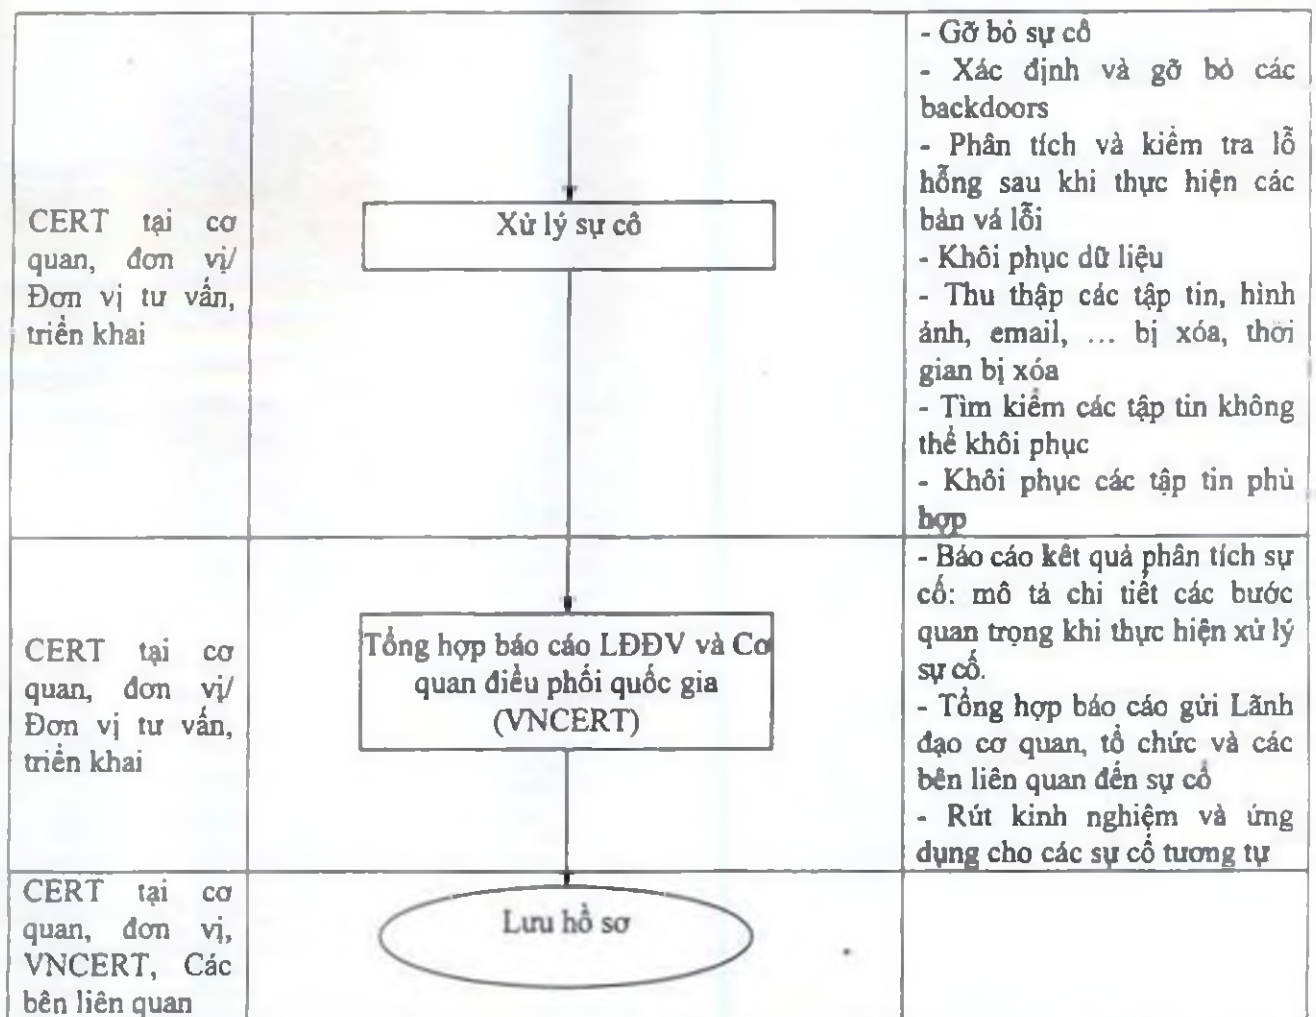 CERT tại cơ
quan, đơn vị/
Đơn vị tư vấn,
triển khai
Xử lý sự cố
- Gỡ bỏ sự cố
- Xác định và gỡ bỏ các
backdoors
- Phân tích và kiểm tra lỗ
hổng sau khi thực hiện các
bản vá lỗi
- Khôi phục dữ liệu
- Thu thập các tập tin, hình
ảnh, email, ... bị xóa, thời
gian bị xóa
- Tìm kiếm các tập tin không
thể khôi phục
- Khôi phục các tập tin phù
hợp
CERT tại cơ
quan, đơn vị/
Đơn vị tư vấn,
triển khai
Tổng hợp báo cáo LĐĐV và Cơ
quan điều phối quốc gia
(VNCERT)
- Báo cáo kết quả phân tích sự
cố: mô tả chi tiết các bước
quan trọng khi thực hiện xử lý
sự cố.
- Tổng hợp báo cáo gửi Lãnh
đạo cơ quan, tổ chức và các
bên liên quan đến sự cố
- Rút kinh nghiệm và ứng
dụng cho các sự cố tương tự
CERT tại cơ
quan, đơn vị,
VNCERT, Các
bên liên quan
Lưu hồ sơ